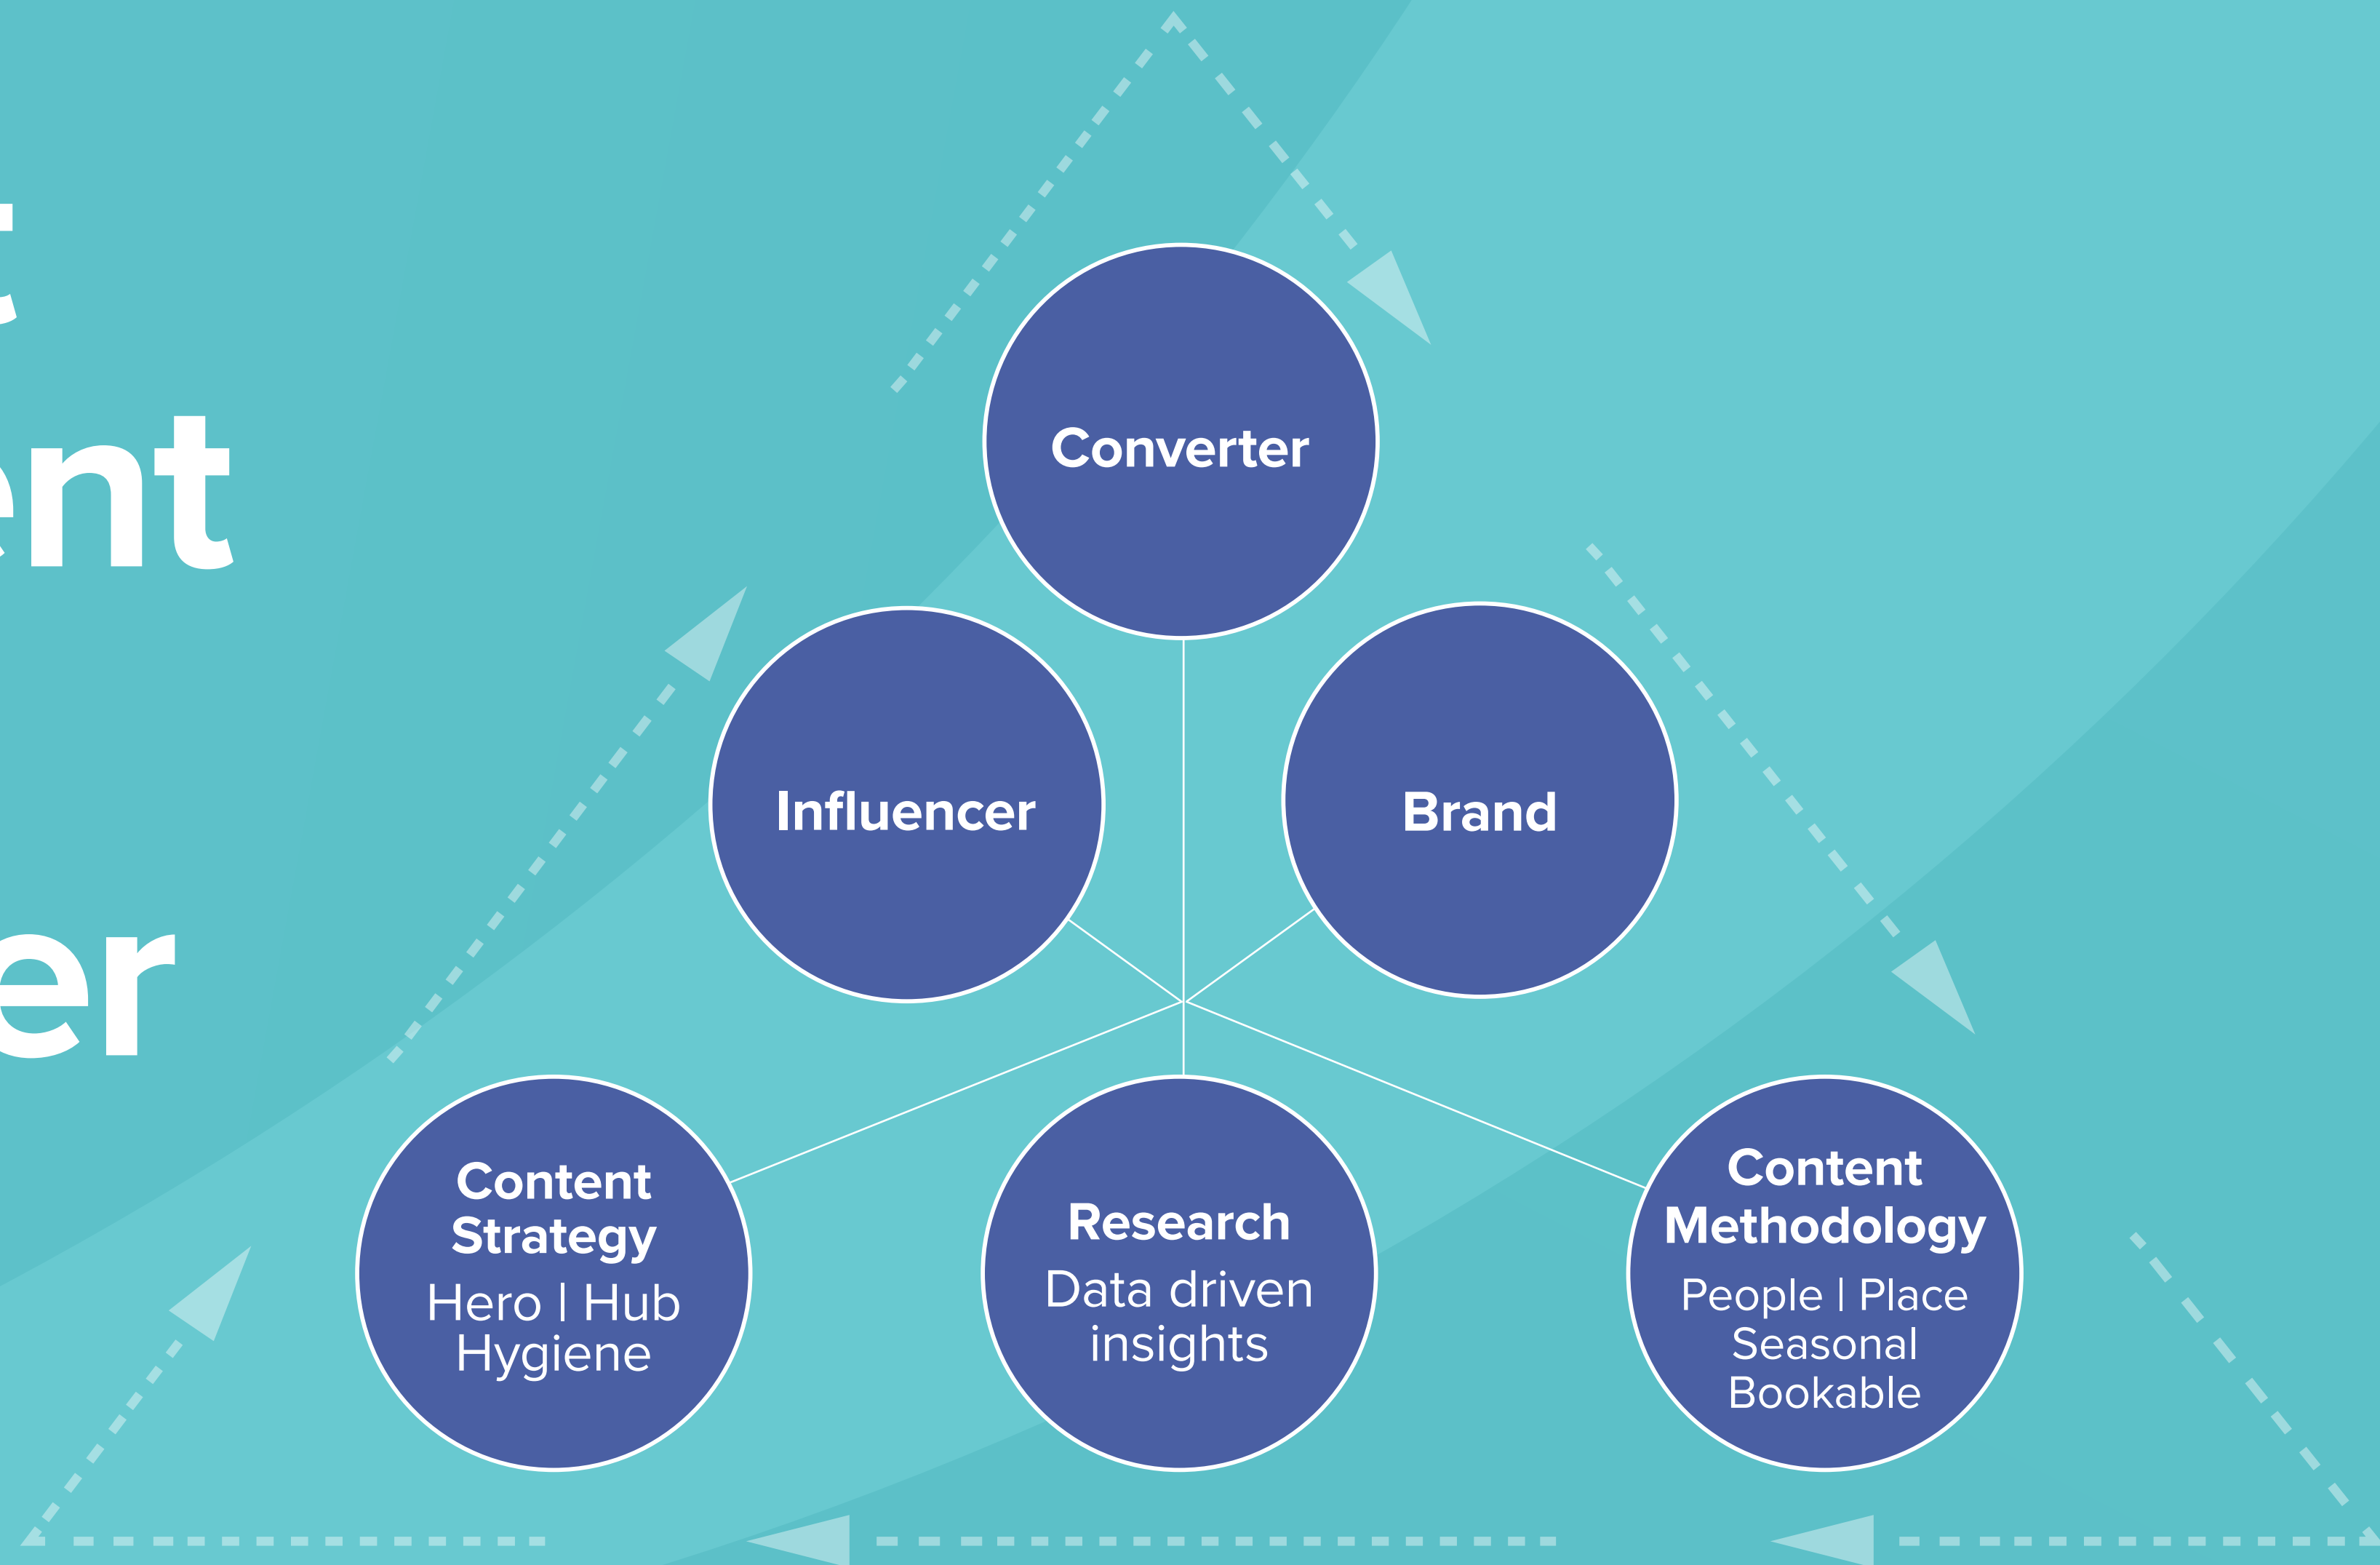 Converter
Influencer
Brand
Content
Strategy
Hero | Hub
Hygiene
Research
Data driven
insights
Content
Methodology
People | Place
Seasonal
Bookable